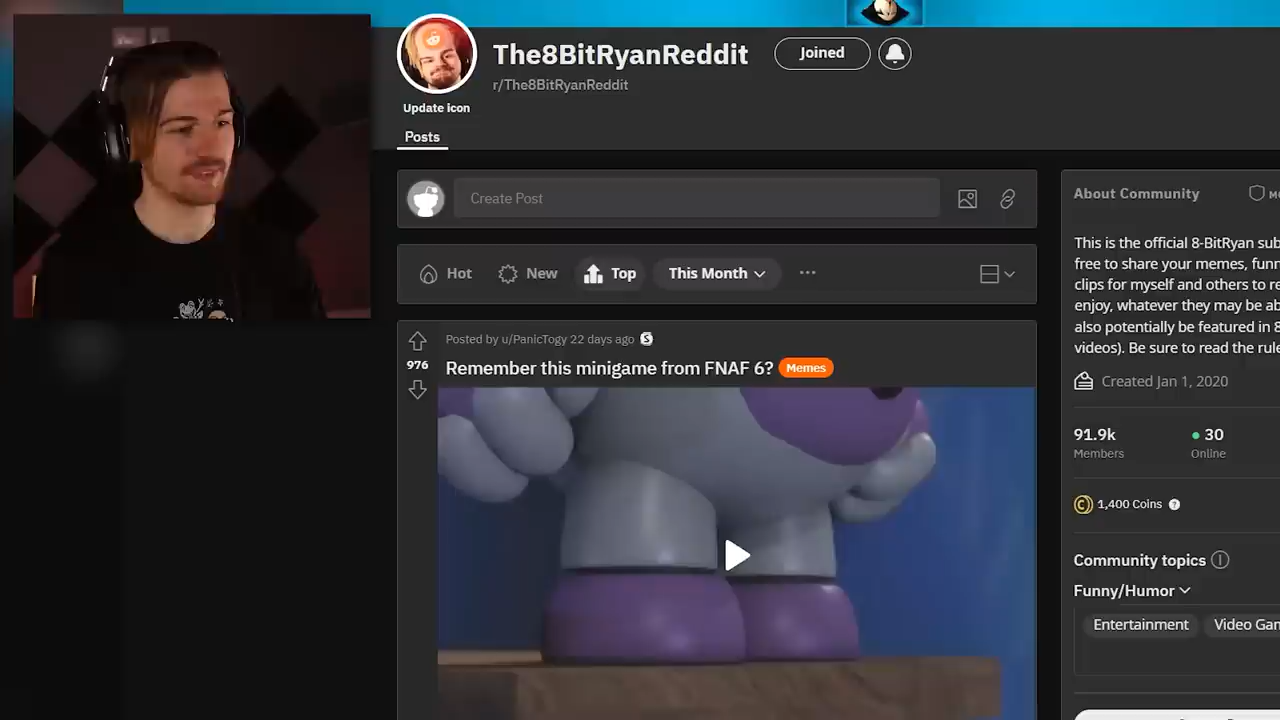 The8BitRyanReddit
Joined
r/The8BitRyanReddit
Update icon
Posts
Create Post
Hot
New
Top
This Month
Posted by u/PanicTogy 22 days ago
976
Remember this minigame from FNAF 6?
Memes
About Community
This is the official 8-BitRyan sub
free to share your memes, funn
clips for myself and others to re
enjoy, whatever they may be ab
also potentially be featured in 8
videos). Be sure to read the rule
Created Jan 1, 2020
91.9k
30
Members
Online
1,400 Coins
Community topics
Funny/Humor
Entertainment
Video Gam